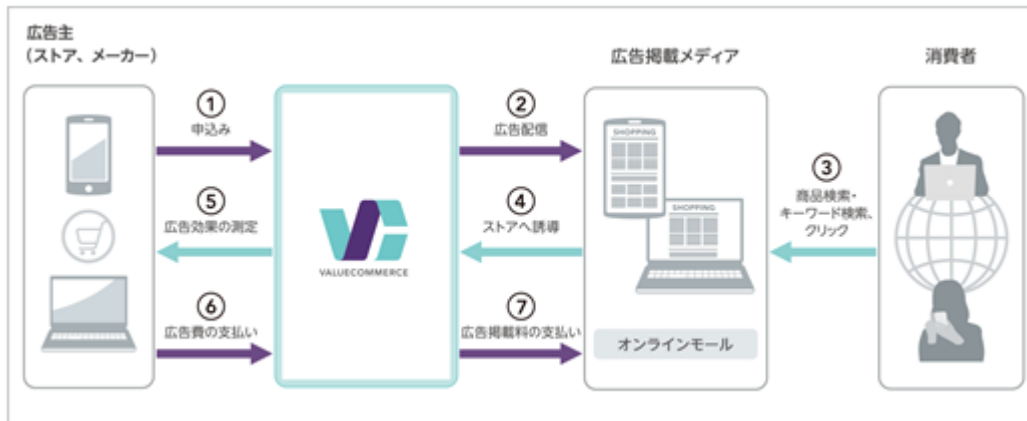 広告主
(ストア、メーカー)
広告掲載メディア
消費者
①
申込み
②
広告配信
SHOPPING
③
商品検索・
キーワード検索、
クリック
⑤
広告効果の測定
④
ストアへ誘導
SHOPPING
VALUECOMMERCE
⑥
広告費の支払い
⑦
広告掲載料の支払い
オンラインモール